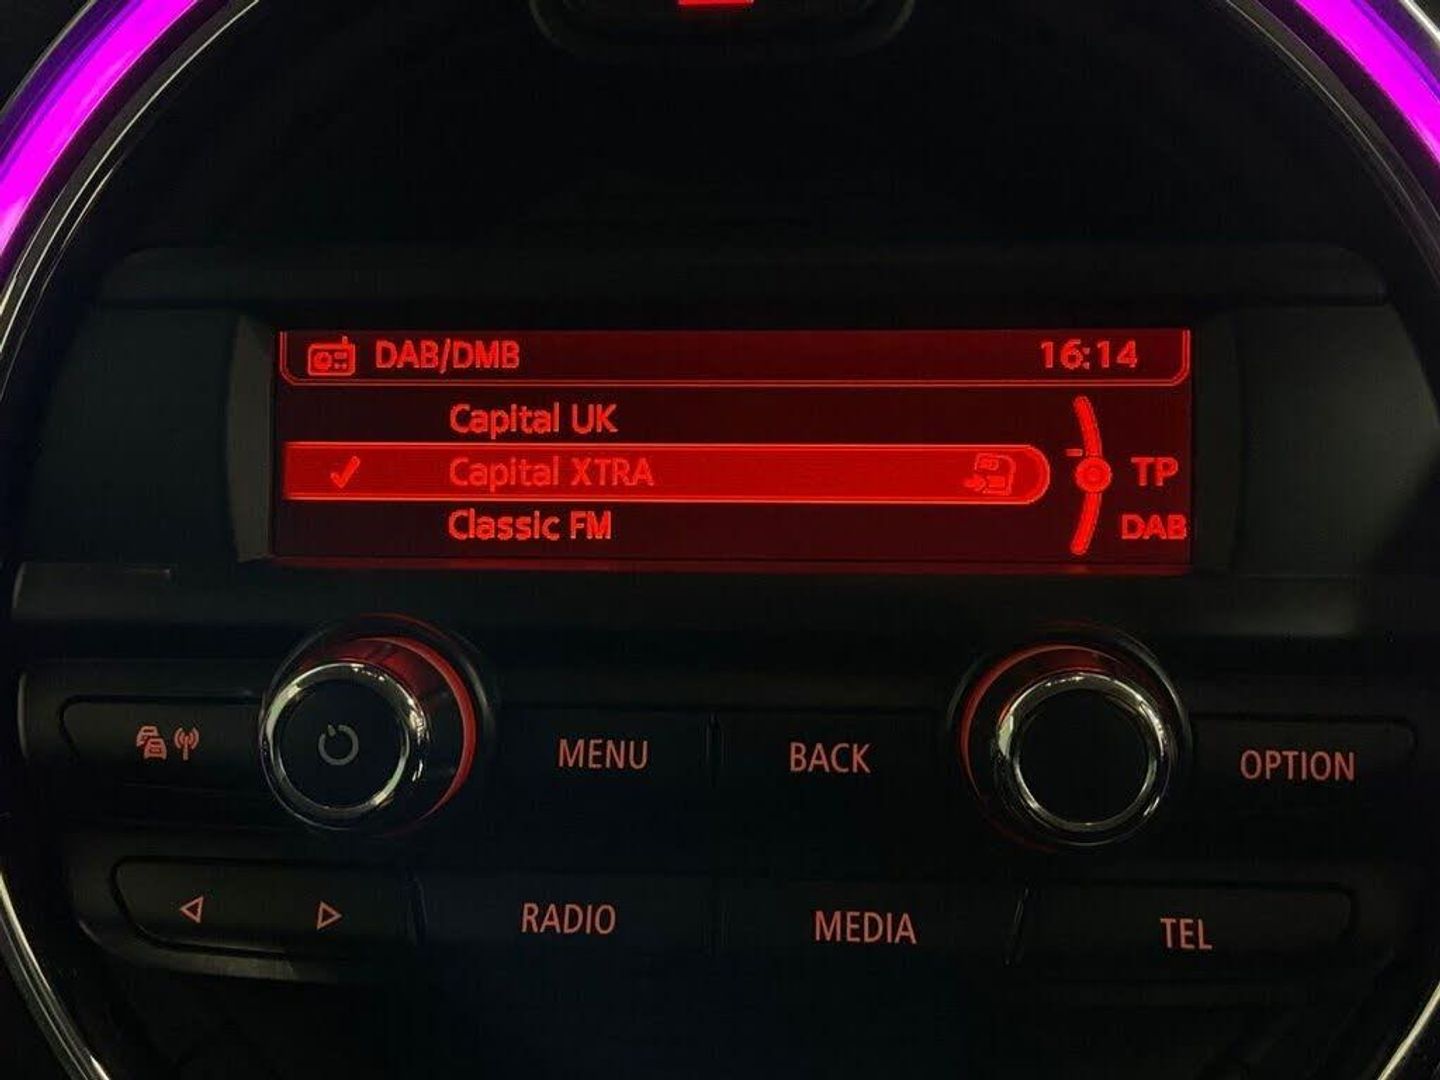 DAB/DMB 16:14
Capital UK
Capital XTRA TP
Classic FM DAB
MENU BACK OPTION
RADIO MEDIA TEL